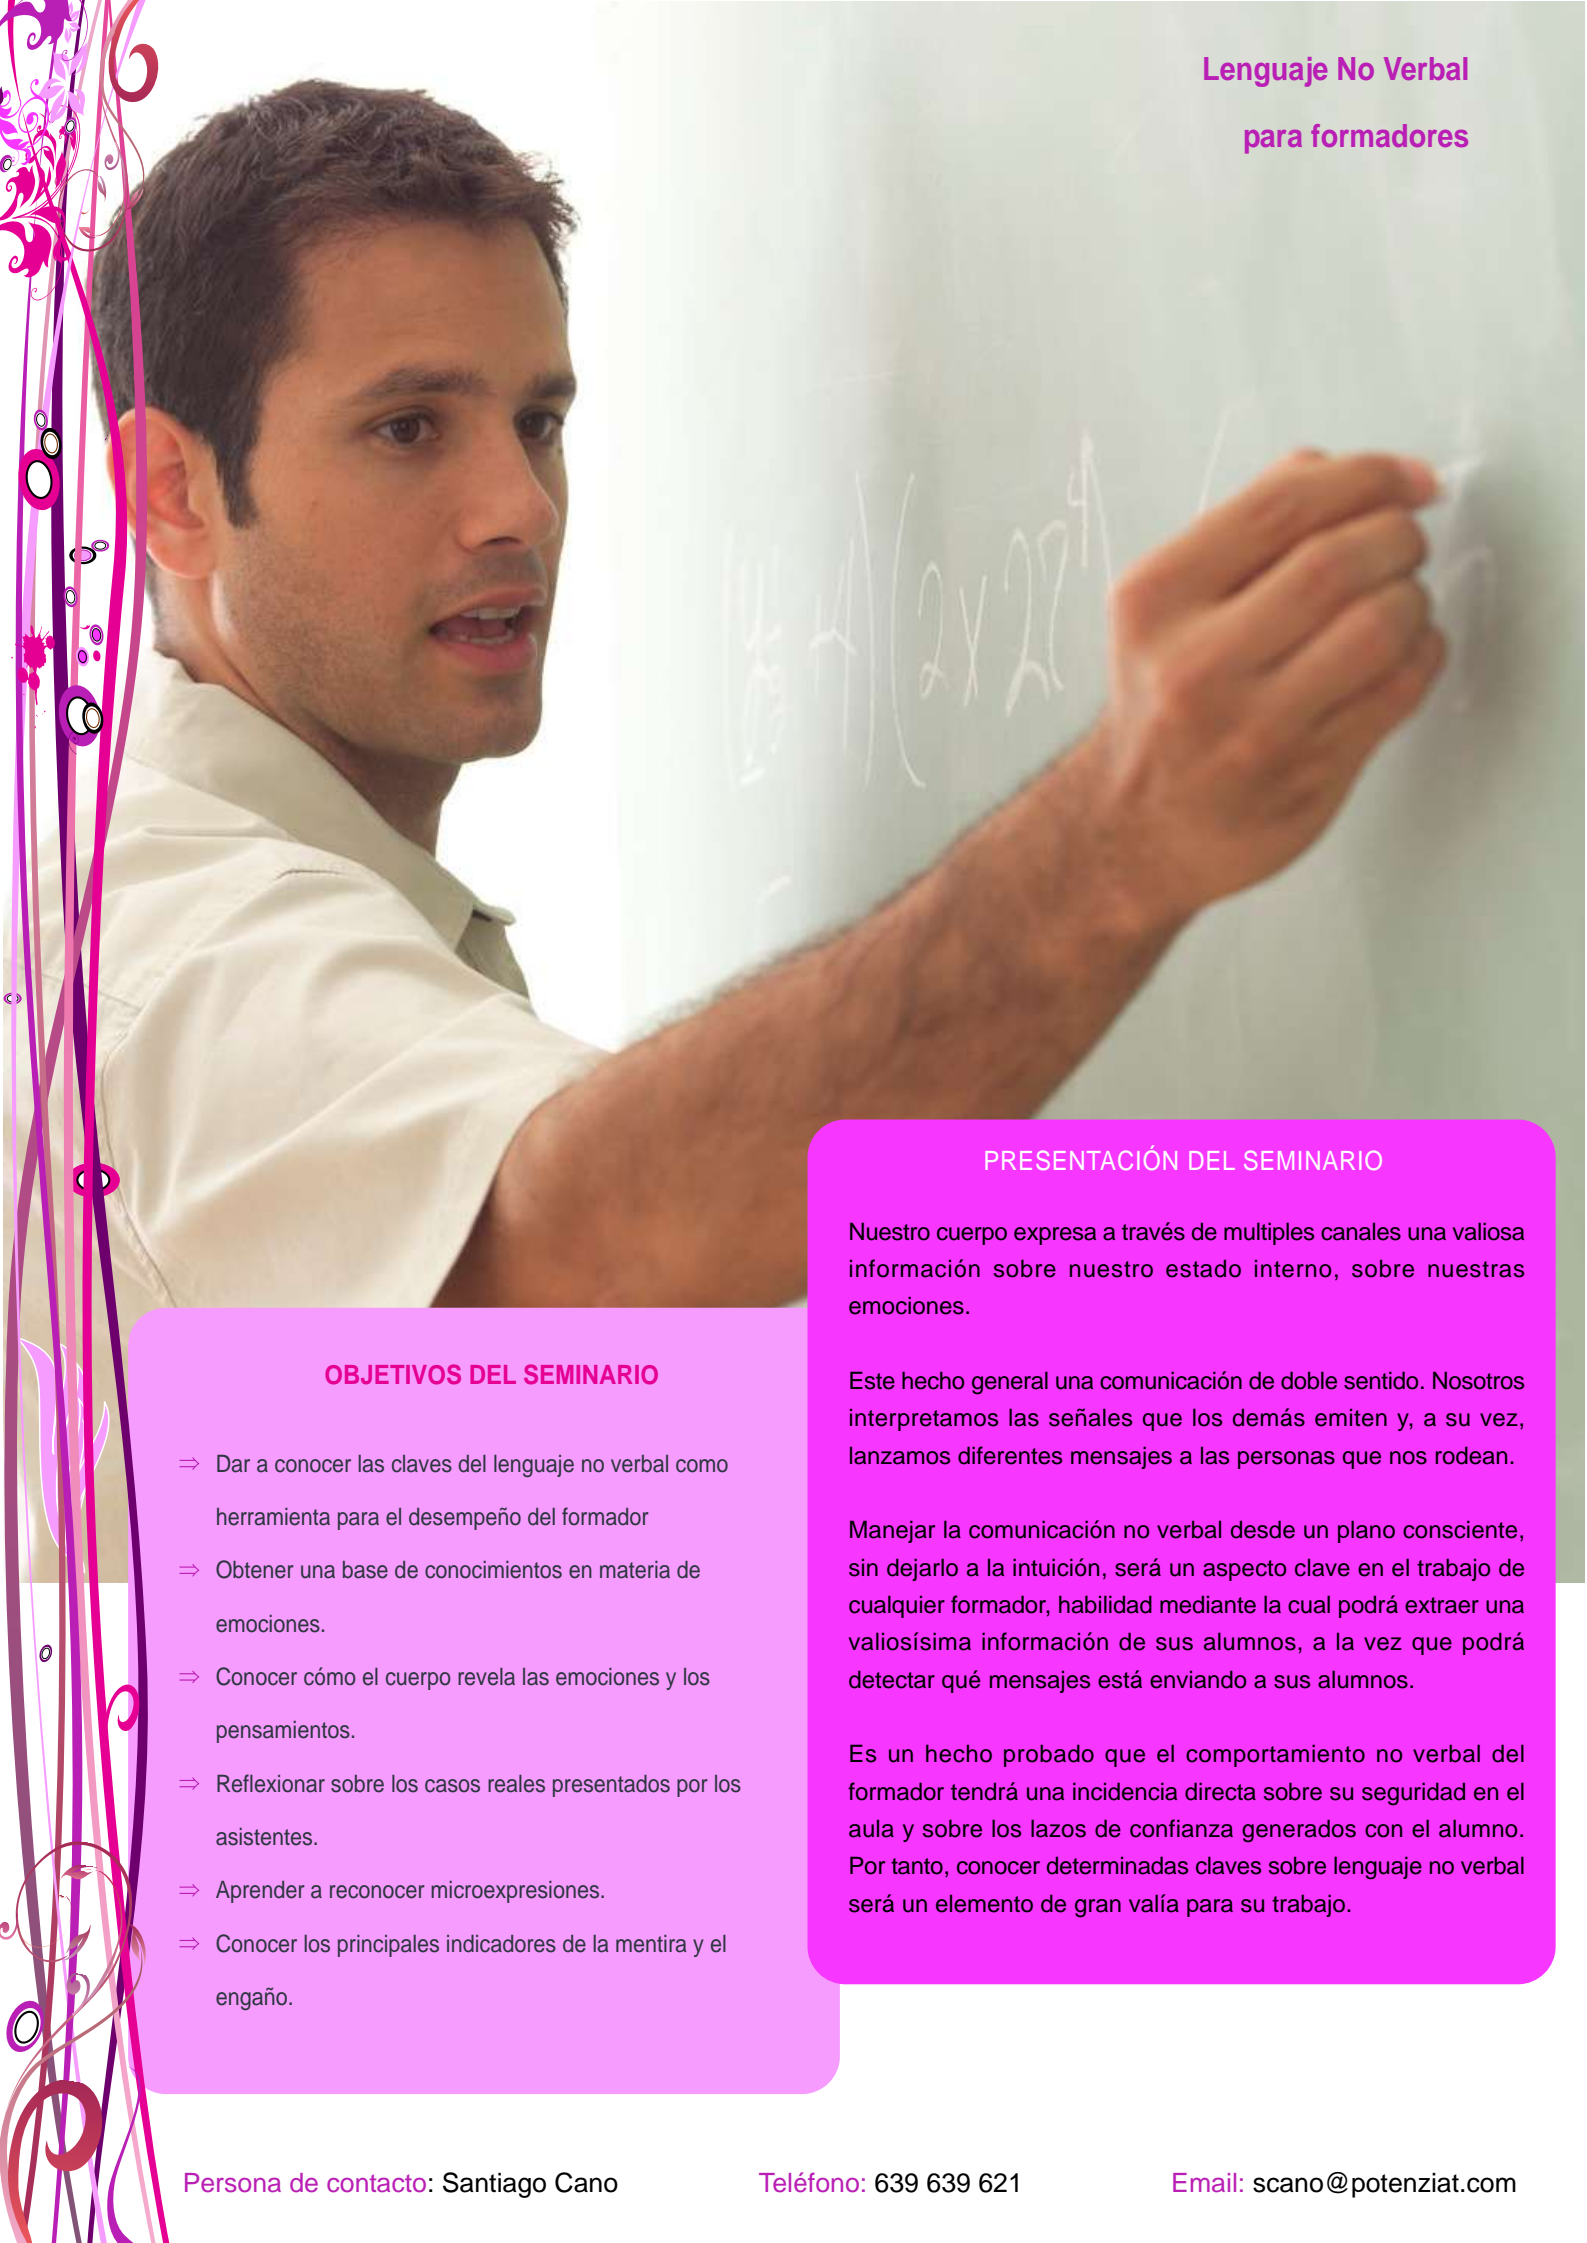 Lenguaje No Verbal
para formadores
(2x27
PRESENTACIÓN DEL SEMINARIO
Nuestro cuerpo expresa a través de multiples canales una valiosa
información sobre nuestro estado interno, sobre nuestras
emociones.
Este hecho general una comunicación de doble sentido. Nosotros
interpretamos las señales que los demás emiten y, a su vez,
lanzamos diferentes mensajes a las personas que nos rodean.
Manejar la comunicación no verbal desde un plano consciente,
sin dejarlo a la intuición, será un aspecto clave en el trabajo de
cualquier formador, habilidad mediante la cual podrá extraer una
valiosísima información de sus alumnos, a la vez que podrá
detectar qué mensajes está enviando a sus alumnos.
Es un hecho probado que el comportamiento no verbal del
formador tendrá una incidencia directa sobre su seguridad en el
aula y sobre los lazos de confianza generados con el alumno.
Por tanto, conocer determinadas claves sobre lenguaje no verbal
será un elemento de gran valía para su trabajo.
OBJETIVOS DEL SEMINARIO
⇒ Dar a conocer las claves del lenguaje no verbal como
herramienta para el desempeño del formador
⇒ Obtener una base de conocimientos en materia de
emociones.
⇒ Conocer cómo el cuerpo revela las emociones y los
pensamientos.
⇒ Reflexionar sobre los casos reales presentados por los
asistentes.
⇒ Aprender a reconocer microexpresiones.
⇒ Conocer los principales indicadores de la mentira y el
engaño.
Persona de contacto: Santiago Cano Teléfono: 639 639 621 Email: scano@potenziat.com